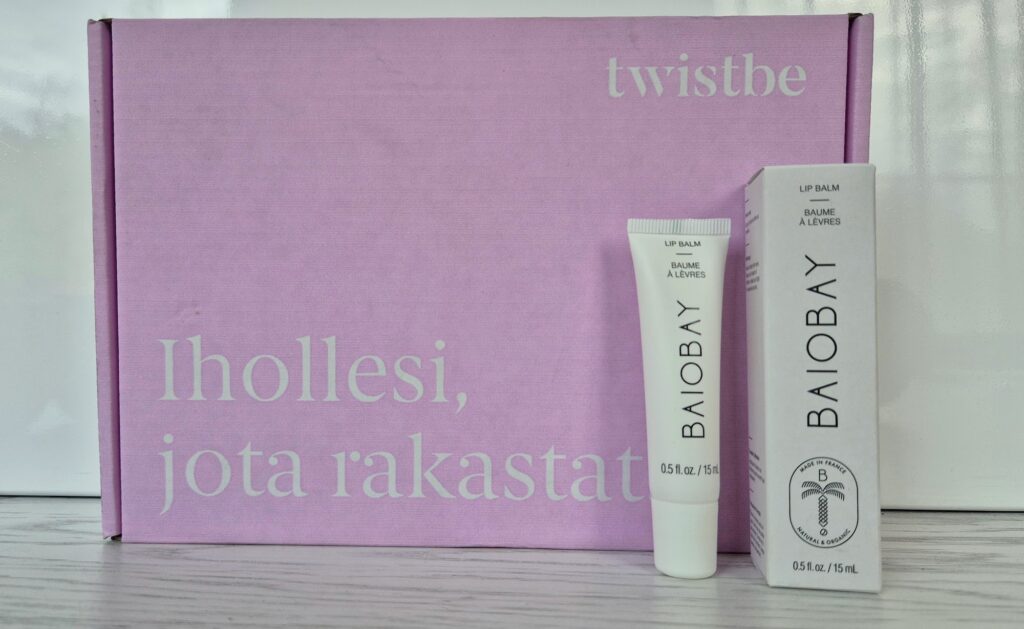 twistbe
Ihollesi,
jota rakastat
LIP BALM
BAUME
À LÈVRES
BAIOBAY
0.5 fl. oz. / 15 mL
LIP BALM
BAUME
À LÈVRES
BAIOBAY
MADE IN FRANCE
B
NATURAL & ORGANIC
0.5 fl. oz. / 15 mL